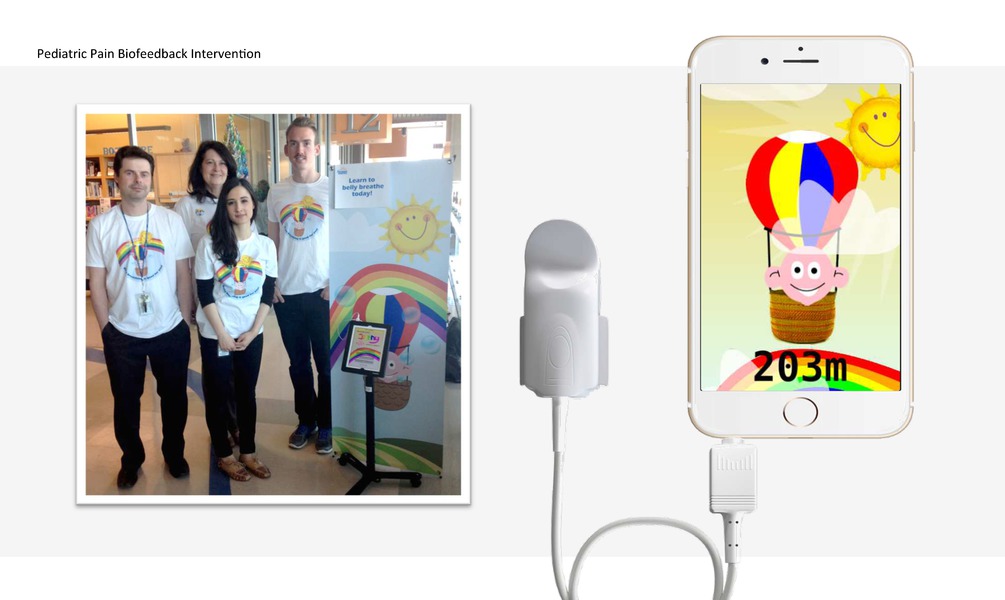 Pediatric Pain Biofeedback Intervention
Learn to
belly breathe
today!
203m